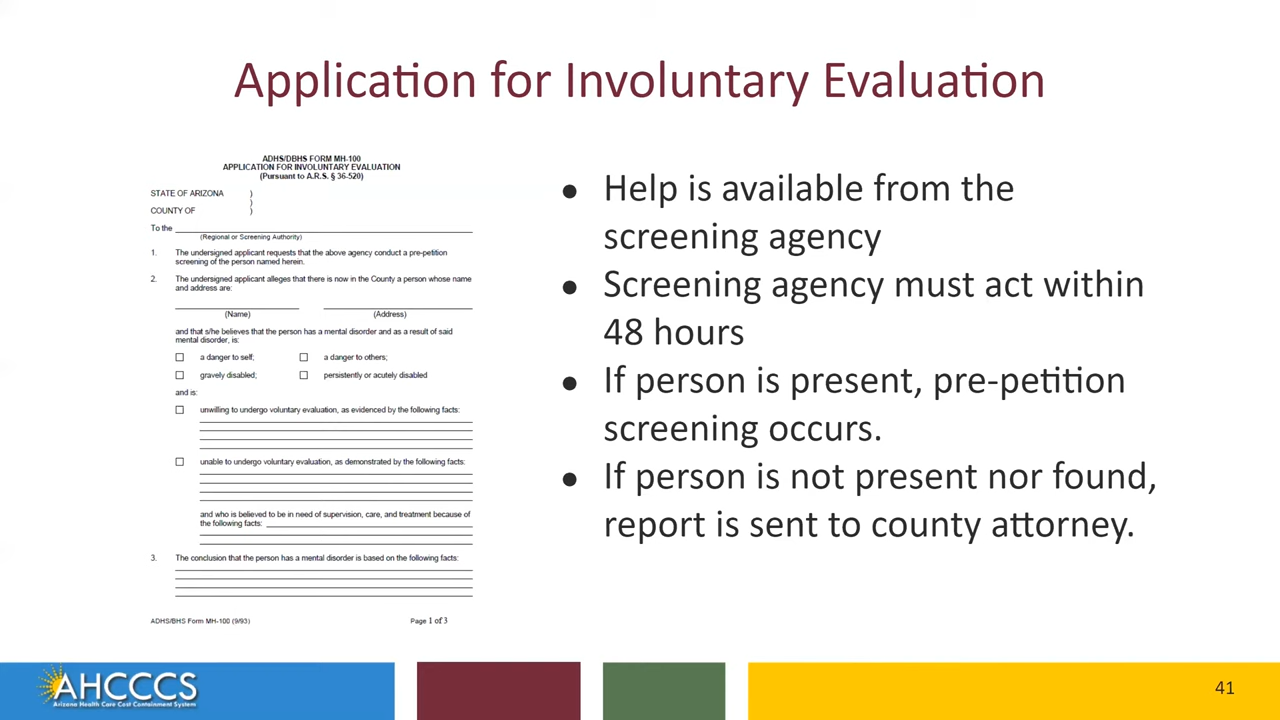 Application for Involuntary Evaluation
ADHS/DBHS FORM MH-100
APPLICATION FOR INVOLUNTARY EVALUATION
(Pursuant to A.R.S. § 36-520)
STATE OF ARIZONA )
)
COUNTY OF )
To the
(Regional or Screening Authority)
1. The undersigned applicant requests that the above agency conduct a pre-petition
screening of the person named herein.
2. The undersigned applicant alleges that there is now in the County a person whose name
and address are:
(Name) (Address)
and that s/he believes that the person has a mental disorder and as a result of said
mental disorder, is:
a danger to self; a danger to others;
gravely disabled; persistently or acutely disabled
and is:
unwilling to undergo voluntary evaluation, as evidenced by the following facts:
unable to undergo voluntary evaluation, as demonstrated by the following facts:
and who is believed to be in need of supervision, care, and treatment because of
the following facts:
3. The conclusion that the person has a mental disorder is based on the following facts:
ADHS/BHS Form MH-100 (9/93) Page 1 of 3
● Help is available from the
screening agency
● Screening agency must act within
48 hours
● If person is present, pre-petition
screening occurs.
● If person is not present nor found,
report is sent to county attorney.
AHCCCS
Arizona Health Care Cost Containment System
41